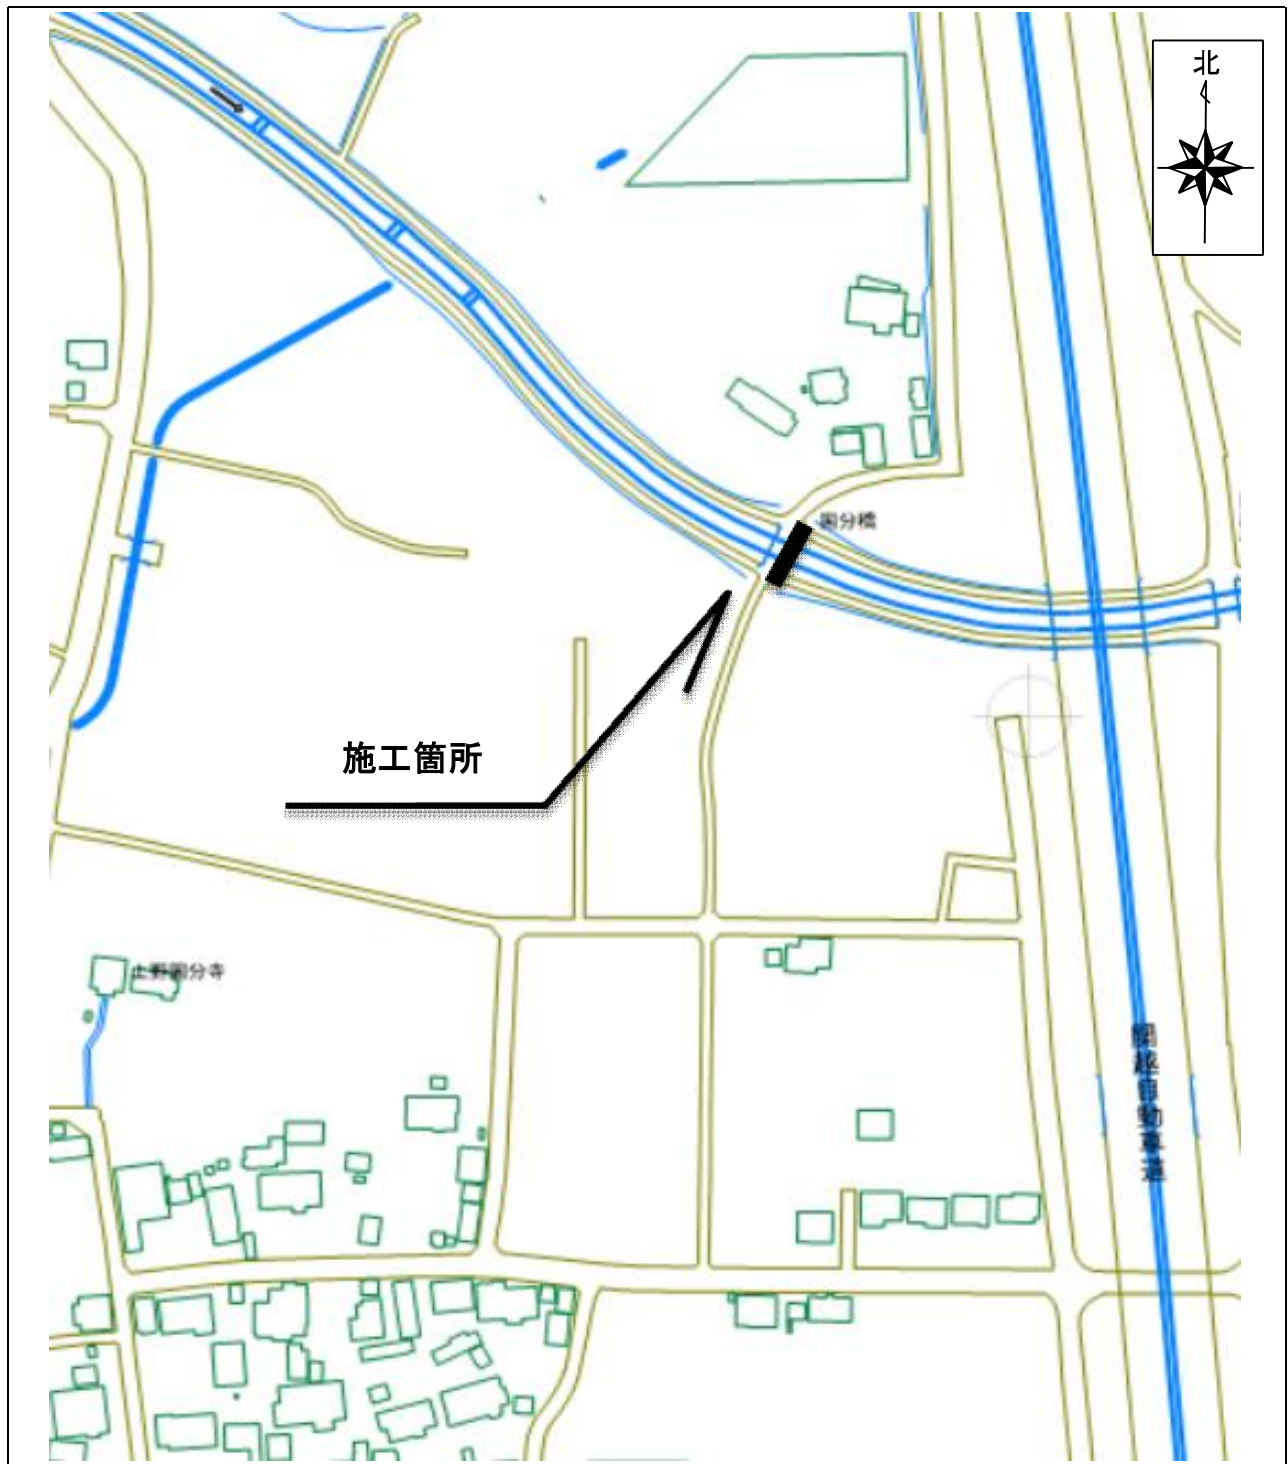 北
国分橋
施工箇所
上野国分寺
関越自動車道